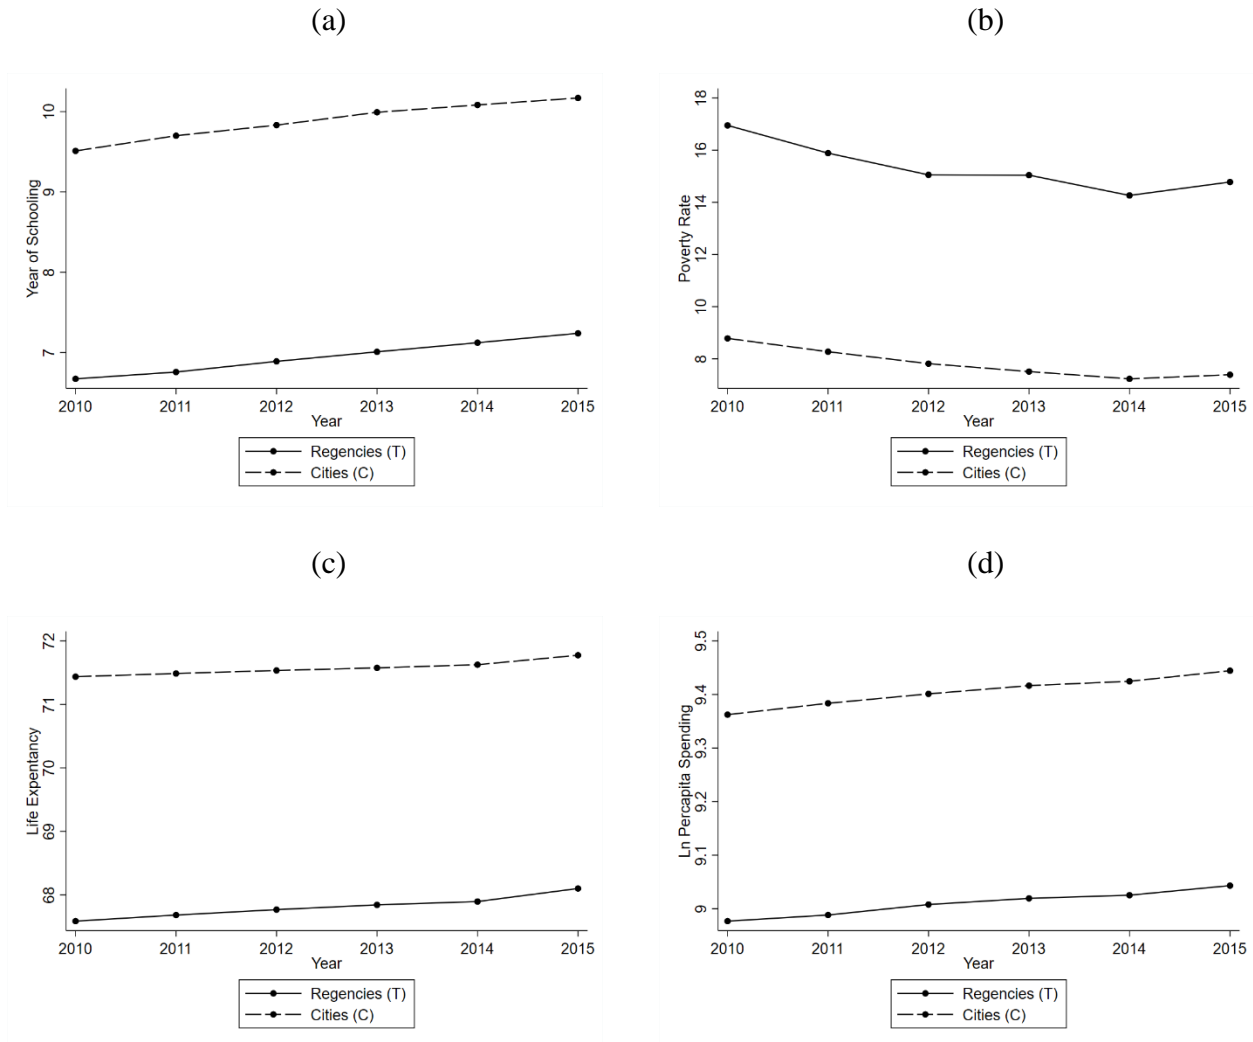 (a)
10
9
8
7
Year of Schooling
2010 2011 2012 2013 2014 2015
Year
Regencies (T)
Cities (C)
(b)
18
16
14
12
10
8
Poverty Rate
2010 2011 2012 2013 2014 2015
Year
Regencies (T)
Cities (C)
(c)
72
71
70
69
68
Life Expentancy
2010 2011 2012 2013 2014 2015
Year
Regencies (T)
Cities (C)
(d)
9.5
9.4
9.3
9.2
9.1
9
Ln Percapita Spending
2010 2011 2012 2013 2014 2015
Year
Regencies (T)
Cities (C)